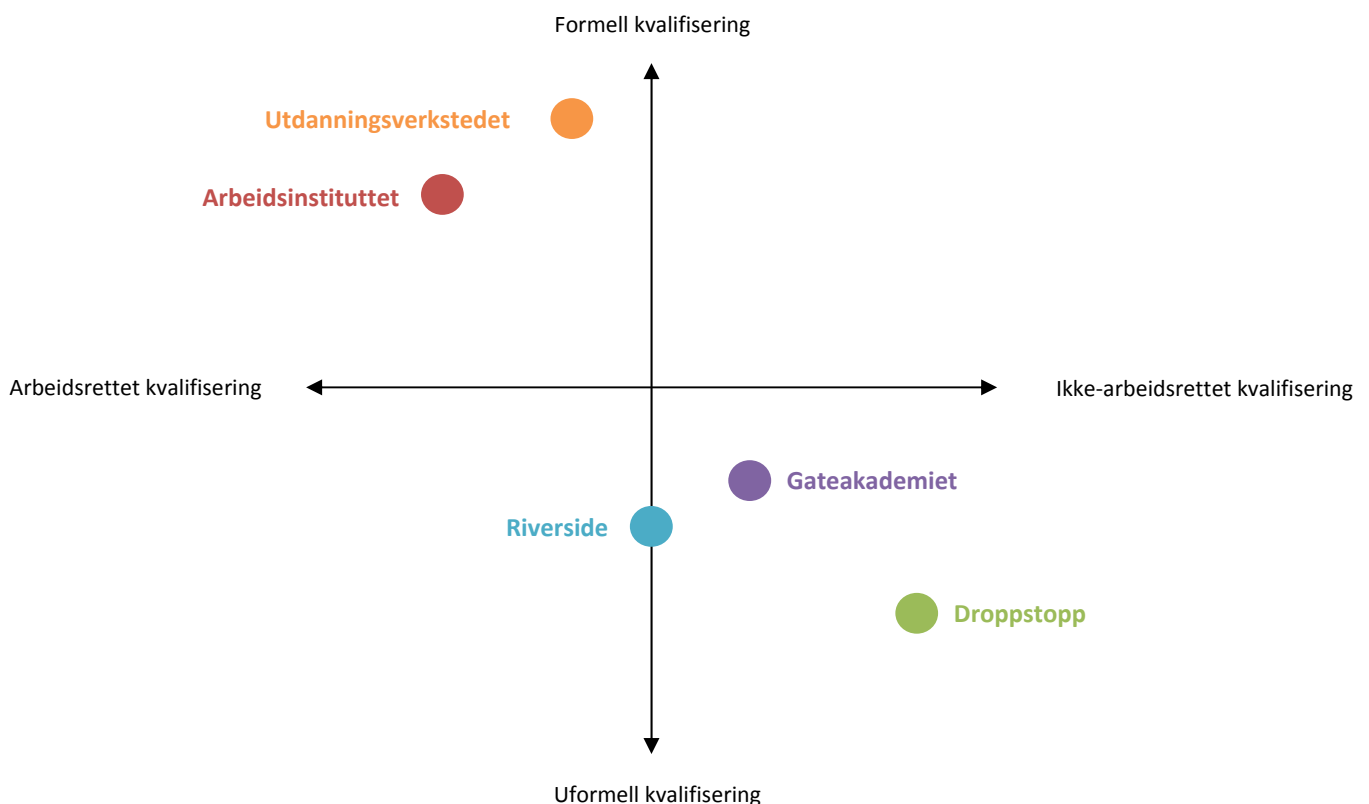 Formell kvalifisering
Utdanningsverkstedet
Arbeidsinstituttet
Arbeidsrettet kvalifisering
Ikke-arbeidsrettet kvalifisering
Gateakademiet
Riverside
Droppstopp
Uformell kvalifisering